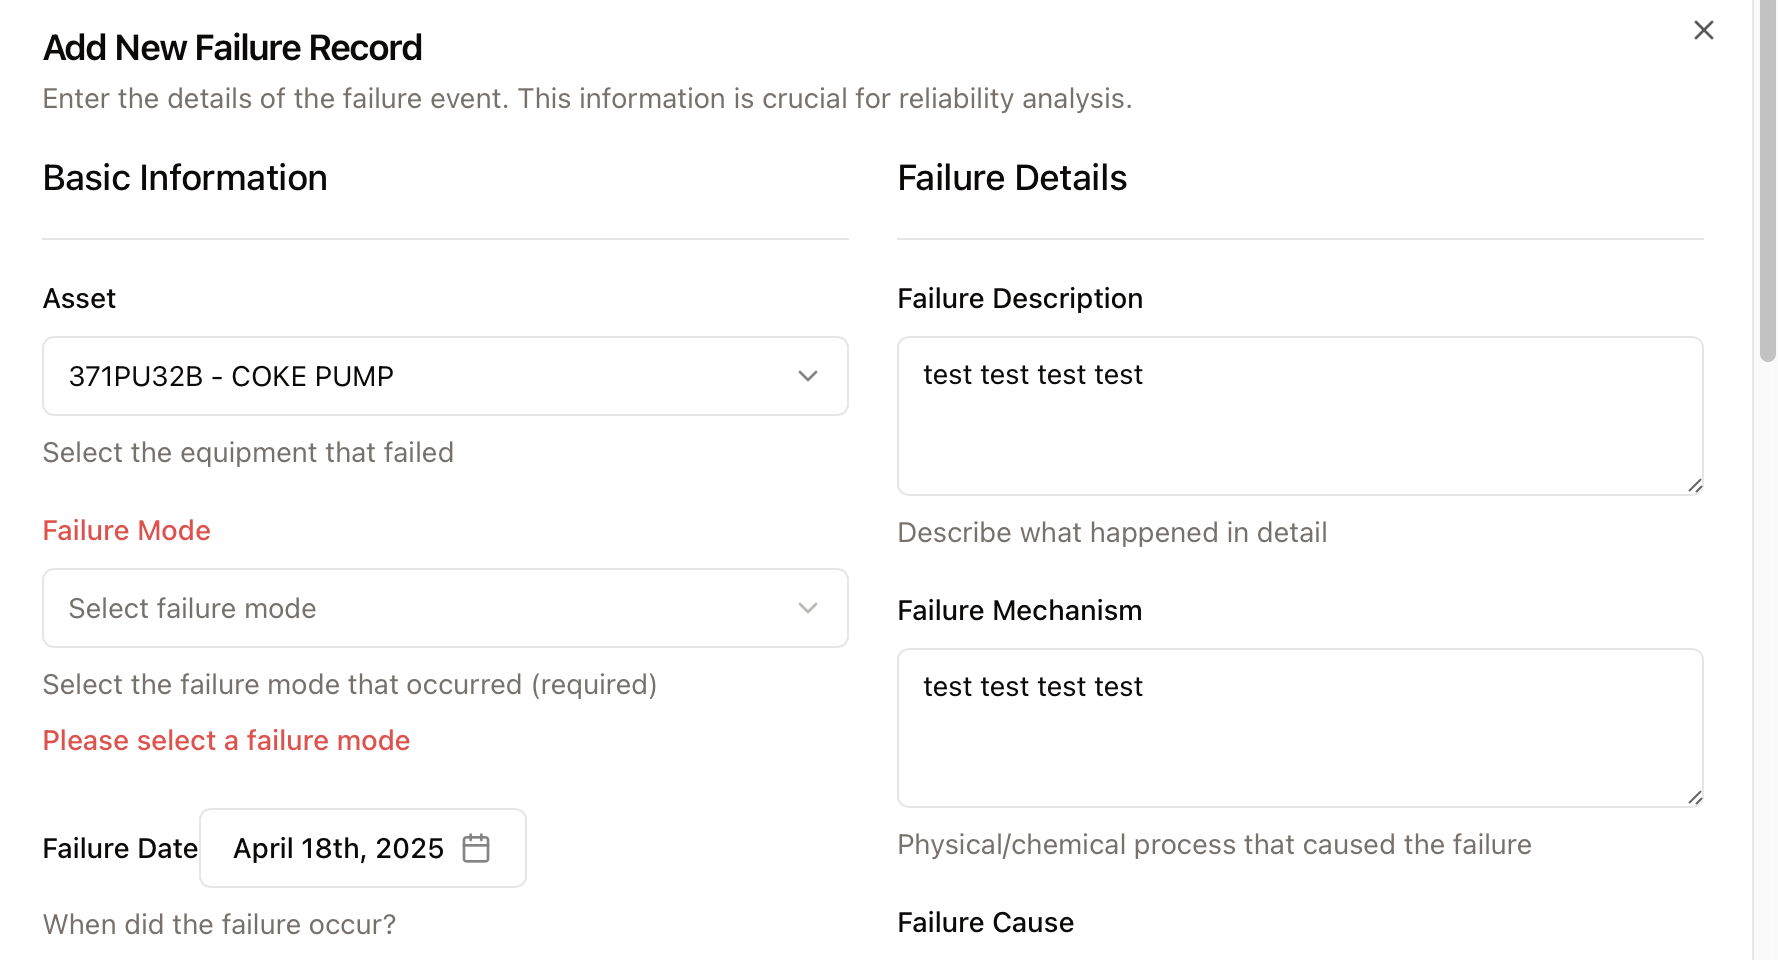 Add New Failure Record
Enter the details of the failure event. This information is crucial for reliability analysis.
Basic Information
Asset
371PU32B - COKE PUMP
Select the equipment that failed
Failure Mode
Select failure mode
Select the failure mode that occurred (required)
Please select a failure mode
Failure Date
April 18th, 2025
When did the failure occur?
Failure Details
Failure Description
test test test test
Describe what happened in detail
Failure Mechanism
test test test test
Physical/chemical process that caused the failure
Failure Cause